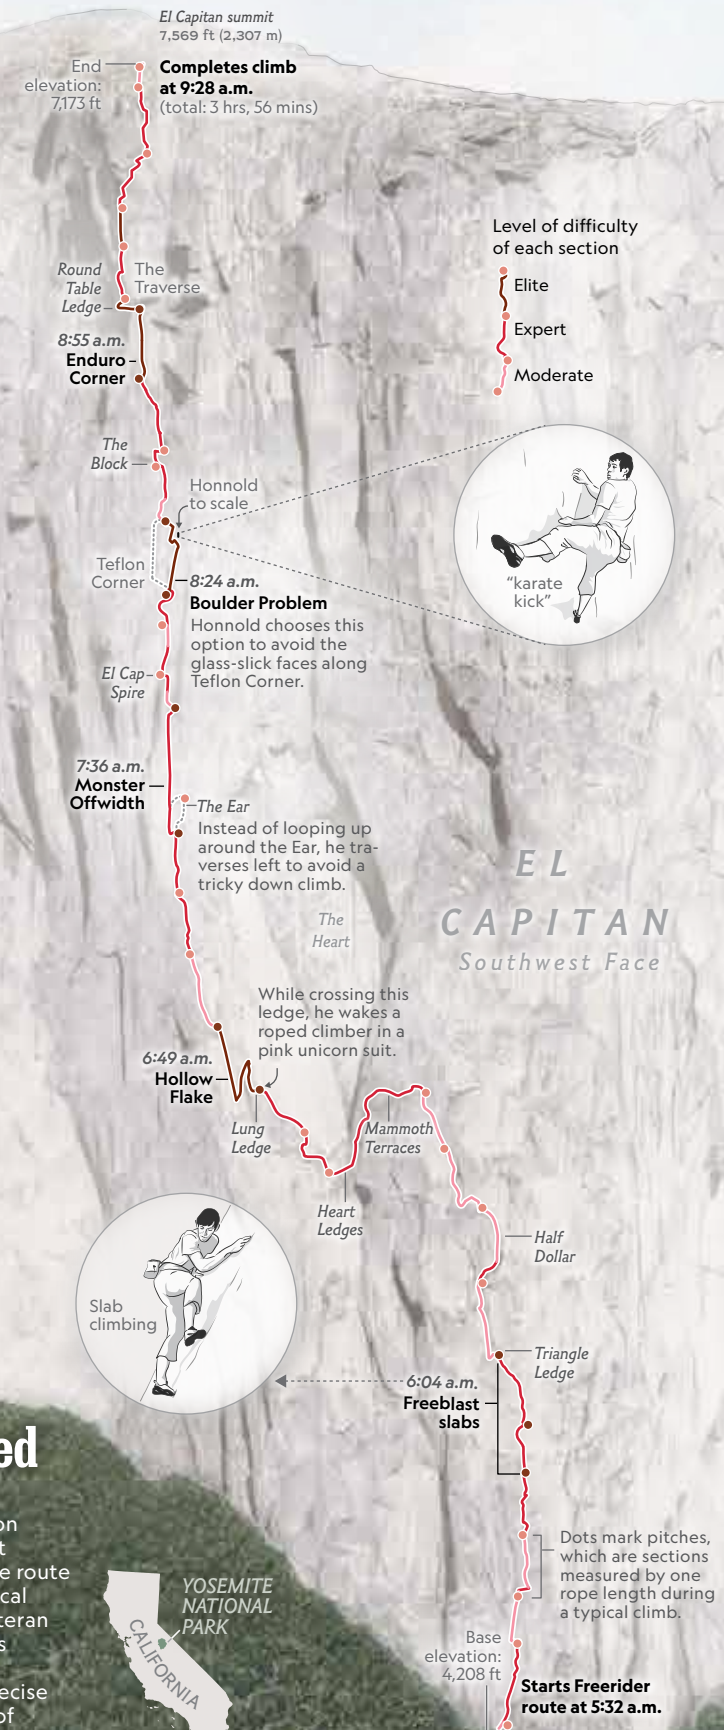 El Capitan summit
7,569 ft (2,307 m)
End
elevation:
7,173 ft
Completes climb
at 9:28 a.m.
(total: 3 hrs, 56 mins)
Level of difficulty
of each section
Elite
Expert
Moderate
Round
Table
Ledge
The
Traverse
8:55 a.m.
Enduro
Corner
The
Block
Honnold
to scale
"karate
kick"
Teflon
Corner
8:24 a.m.
Boulder Problem
Honnold chooses this
option to avoid the
glass-slick faces along
Teflon Corner.
El Cap
Spire
7:36 a.m.
Monster
Offwidth
The Ear
Instead of looping up
around the Ear, he tra-
verses left to avoid a
tricky down climb.
EL
CAPITAN
Southwest Face
The
Heart
While crossing this
ledge, he wakes a
roped climber in a
pink unicorn suit.
6:49 a.m.
Hollow
Flake
Lung
Ledge
Mammoth
Terraces
Heart
Ledges
Half
Dollar
Slab
climbing
Triangle
Ledge
6:04 a.m.
Freeblast
slabs
ed
on
t
e route
cal
teran
s
ecise
of
Dots mark pitches,
which are sections
measured by one
rope length during
a typical climb.
YOSEMITE
NATIONAL
PARK
CALIFORNIA
Base
elevation:
4,208 ft
Starts Freerider
route at 5:32 a.m.